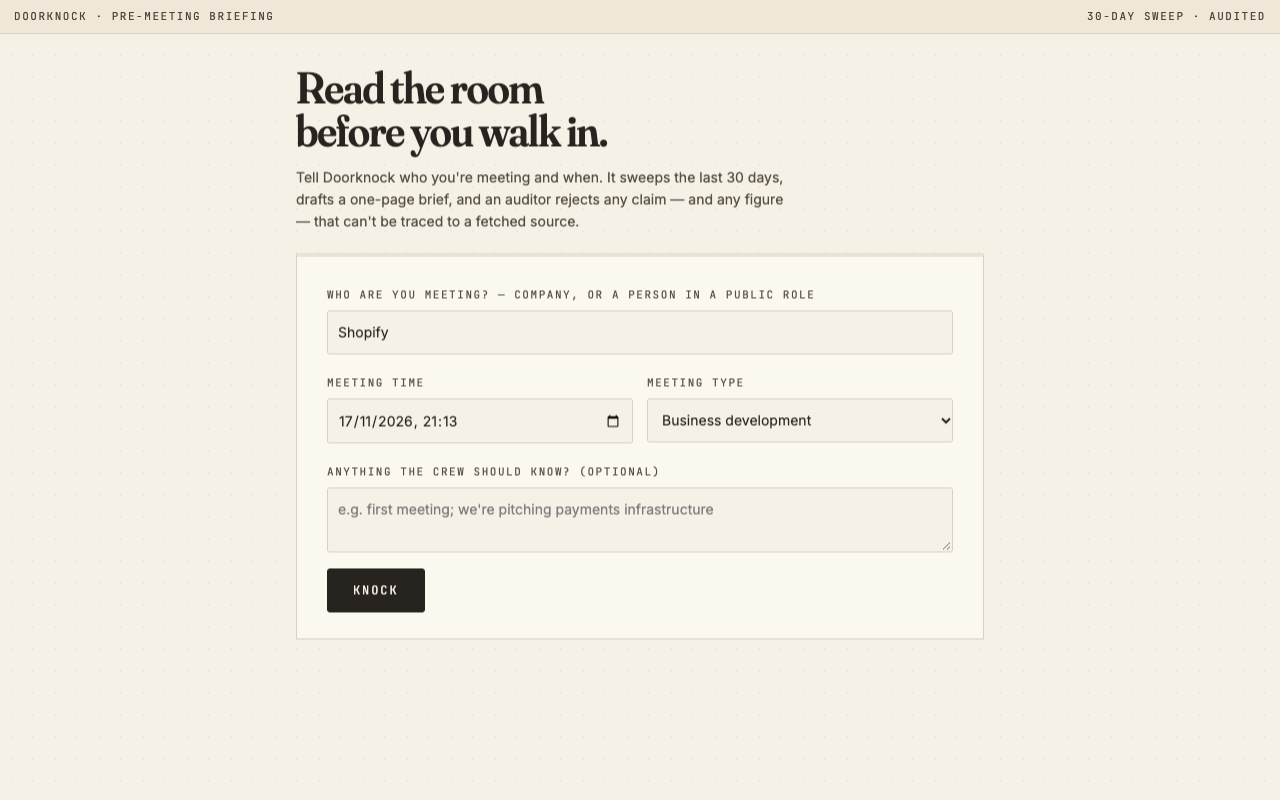 DOORKNOCK · PRE-MEETING BRIEFING
30-DAY SWEEP · AUDITED
Read the room
before you walk in.
Tell Doorknock who you're meeting and when. It sweeps the last 30 days,
drafts a one-page brief, and an auditor rejects any claim — and any figure
— that can't be traced to a fetched source.
WHO ARE YOU MEETING? — COMPANY, OR A PERSON IN A PUBLIC ROLE
Shopify
MEETING TIME
MEETING TYPE
17/11/2026, 21:13
Business development
ANYTHING THE CREW SHOULD KNOW? (OPTIONAL)
e.g. first meeting; we're pitching payments infrastructure
KNOCK